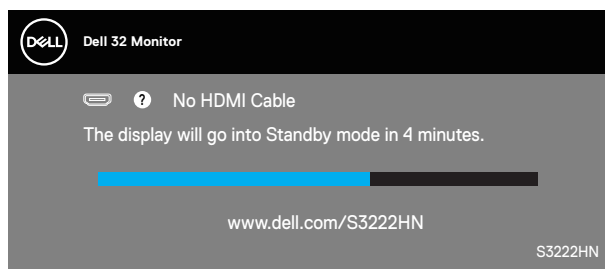 DELL
Dell 32 Monitor
? No HDMI Cable
The display will go into Standby mode in 4 minutes.
www.dell.com/S3222HN
S3222HN